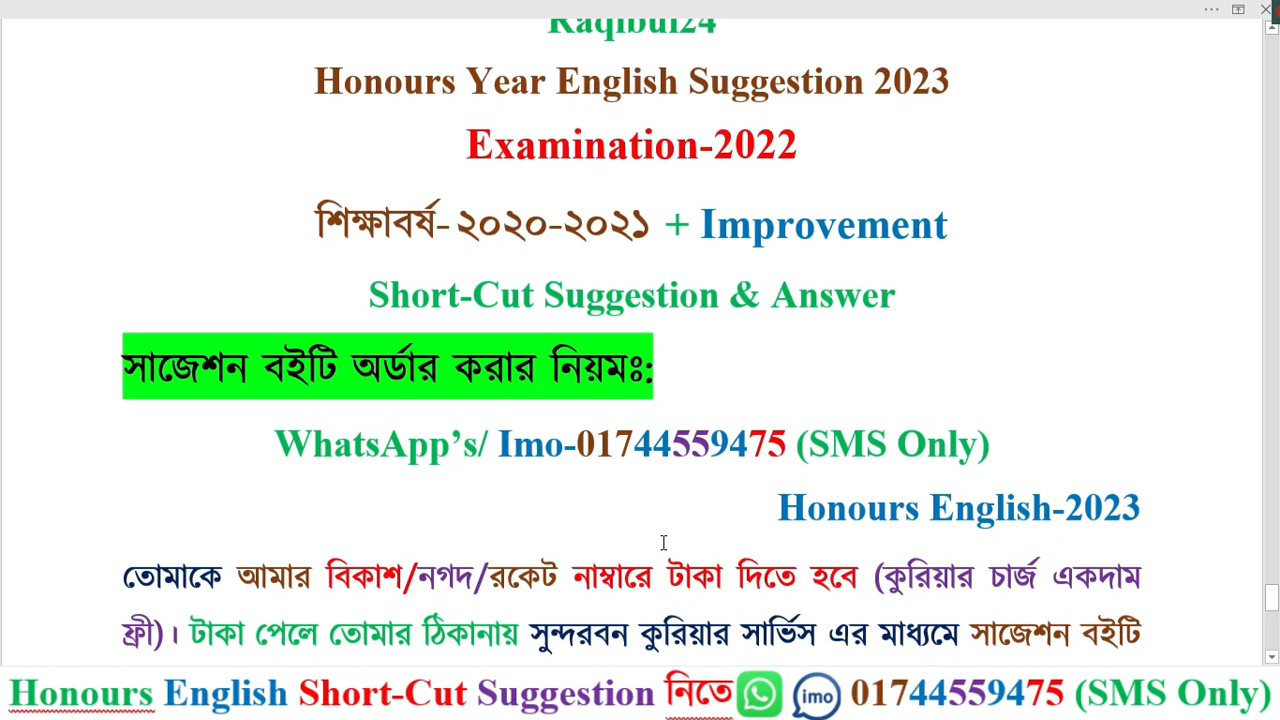 Raqibul24
Honours Year English Suggestion 2023
Examination-2022
শিক্ষাবর্ষ-২০২০-২০২১ + Improvement
Short-Cut Suggestion & Answer
সাজেশন বইটি অর্ডার করার নিয়মঃ:
WhatsApp’s/ Imo-01744559475 (SMS Only)
Honours English-2023
তোমাকে আমার বিকাশ/নগদ/রকেট নাম্বারে টাকা দিতে হবে (কুরিয়ার চার্জ একদাম
ফ্রী)। টাকা পেলে তোমার ঠিকানায় সুন্দরবন কুরিয়ার সার্ভিস এর মাধ্যমে সাজেশন বইটি
Honours English Short-Cut Suggestion নিতে imo 01744559475 (SMS Only)